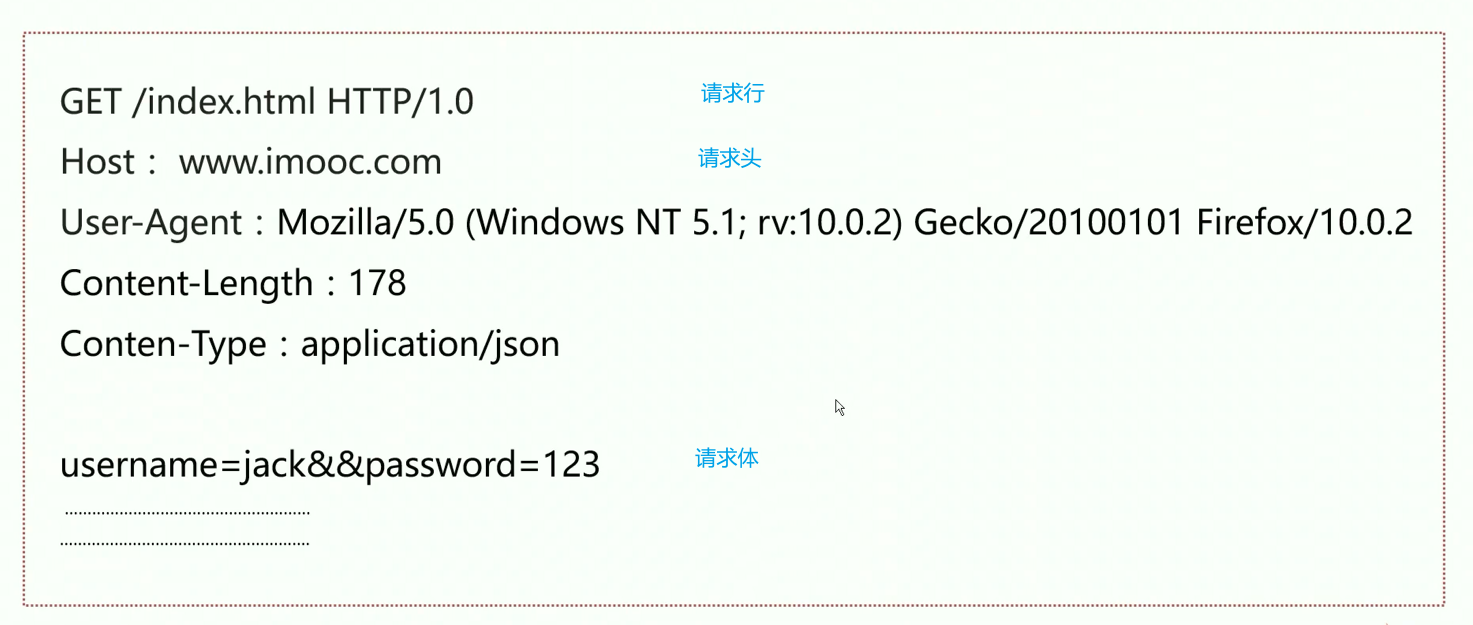 GET /index.html HTTP/1.0 请求行
Host： www.imooc.com 请求头
User-Agent：Mozilla/5.0 (Windows NT 5.1; rv:10.0.2) Gecko/20100101 Firefox/10.0.2
Content-Length：178
Conten-Type：application/json
username=jack&&password=123 请求体